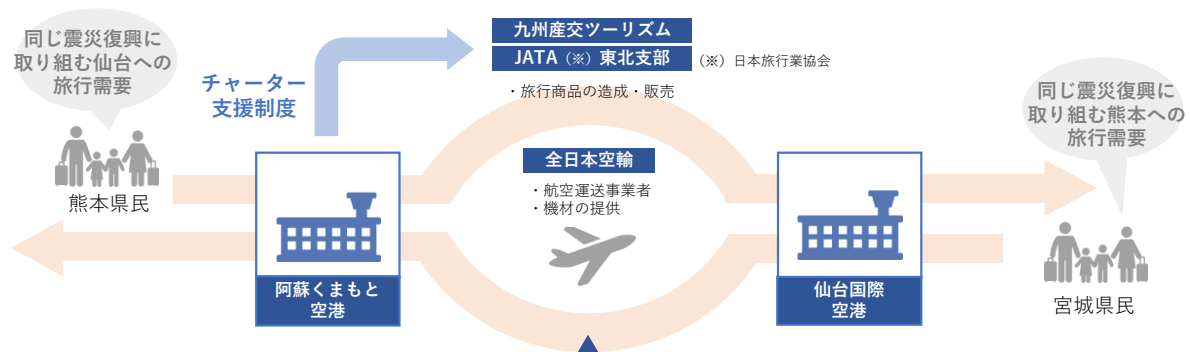 同じ震災復興に
取り組む仙台への
旅行需要
熊本県民
チャーター
支援制度
九州産交ツーリズム
JATA（※）東北支部
（※）日本旅行業協会
・旅行商品の造成・販売
全日本空輸
・航空運送事業者
・機材の提供
阿蘇くまもと
空港
仙台国際
空港
同じ震災復興に
取り組む熊本への
旅行需要
宮城県民